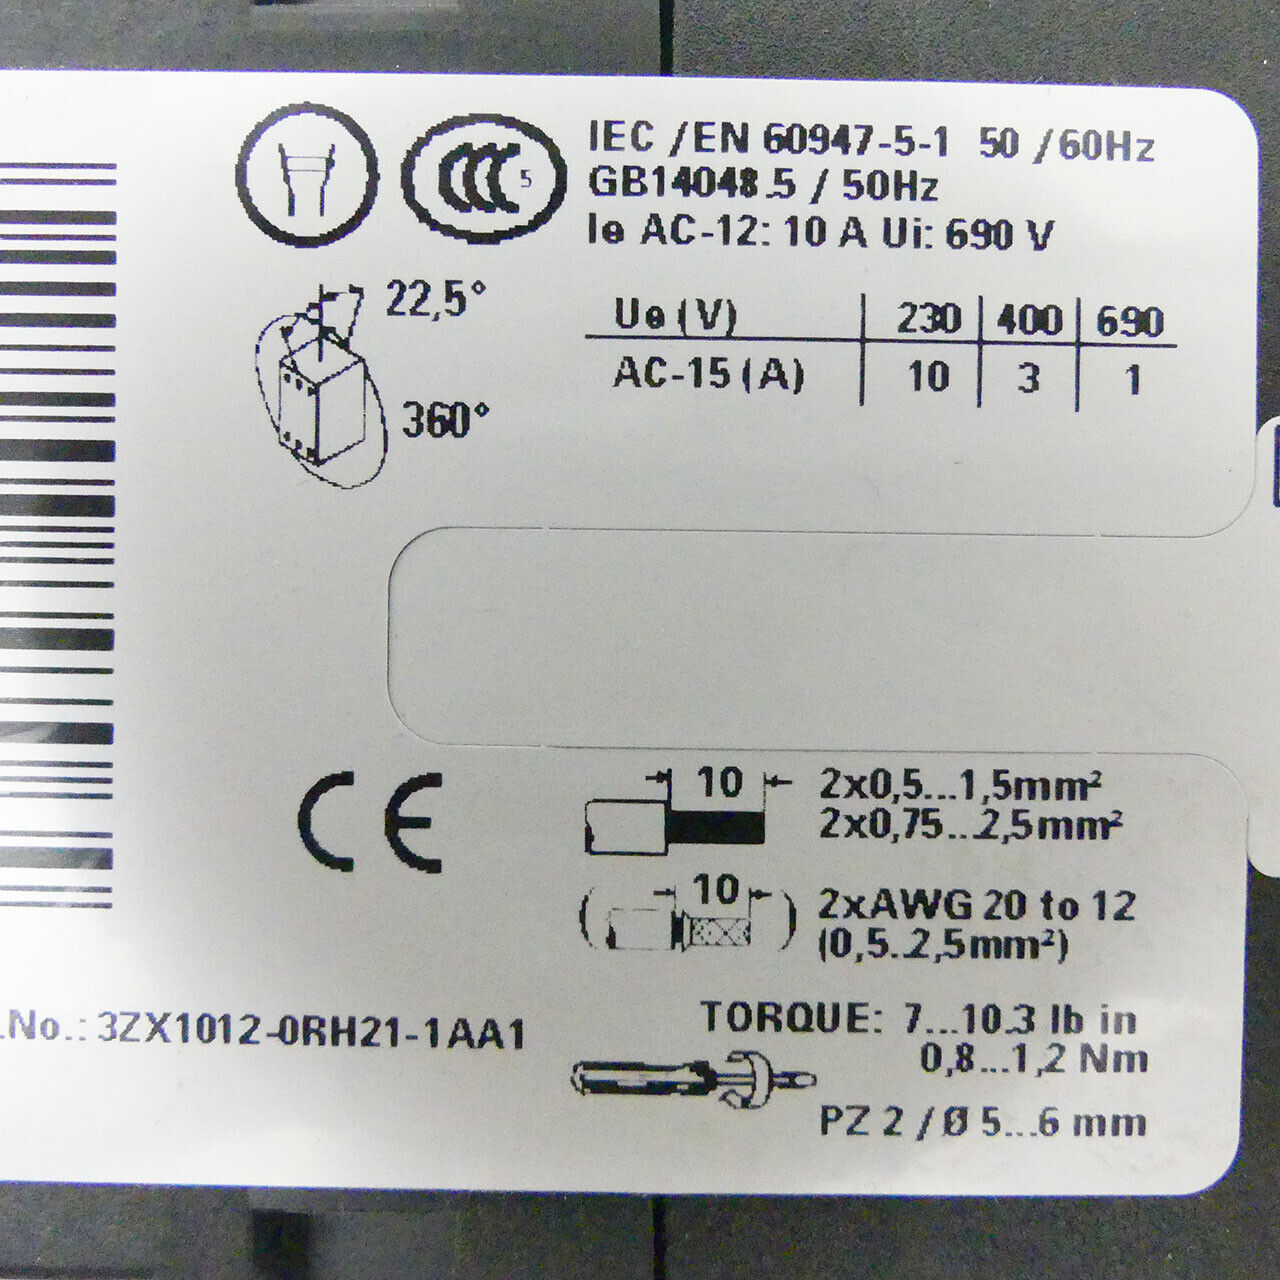 CCC 5
IEC /EN 60947-5-1 50 /60Hz
GB14048.5 / 50Hz
Ie AC-12: 10 A Ui: 690 V
22,5°
360°
Ue (V) 230 400 690
AC-15 (A) 10 3 1
CE
10 2x0,5...1,5mm²
2x0,75...2,5mm²
( 10 ) 2xAWG 20 to 12
(0,5..2,5mm²)
.No.: 3ZX1012-0RH21-1AA1
TORQUE: 7...10.3 lb in
0,8...1,2 Nm
PZ 2 / Ø 5...6 mm